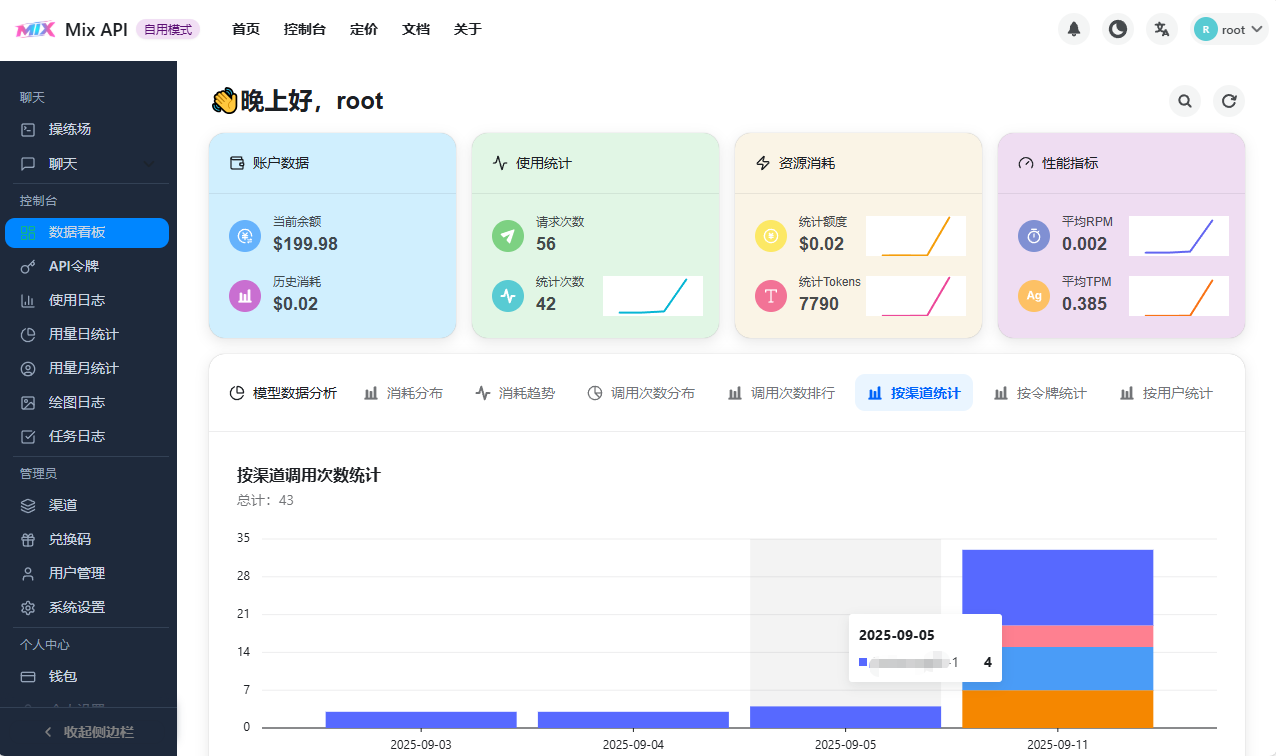 MIX Mix API 自用模式 首页 控制台 定价 文档 关于 R root
聊天
操练场
聊天
控制台
数据看板
API令牌
使用日志
用量日统计
用量月统计
绘图日志
任务日志
管理员
渠道
兑换码
用户管理
系统设置
个人中心
钱包
收起侧边栏
👋晚上好，root
账户数据
当前余额
$199.98
历史消耗
$0.02
使用统计
请求次数
56
统计次数
42
资源消耗
统计额度
$0.02
统计Tokens
7790
性能指标
平均RPM
0.002
Ag
平均TPM
0.385
模型数据分析 消耗分布 消耗趋势 调用次数分布 调用次数排行 按渠道统计 按令牌统计 按用户统计
按渠道调用次数统计
总计：43
35
28
21
14
7
0
2025-09-05
-1 4
2025-09-03 2025-09-04 2025-09-05 2025-09-11